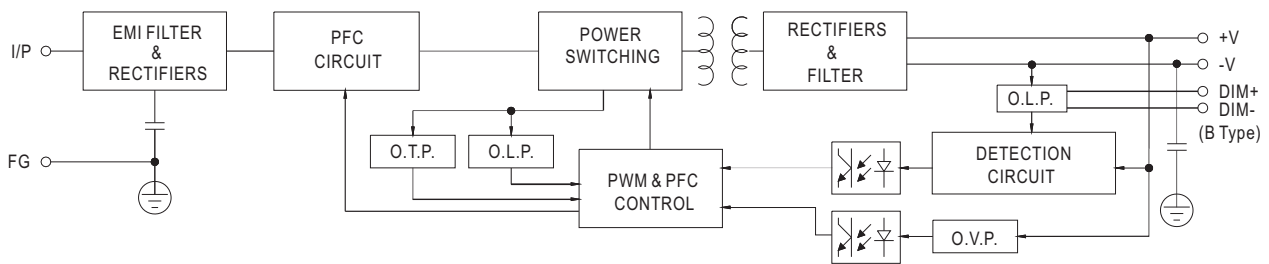 I/P
EMI FILTER
&
RECTIFIERS
PFC
CIRCUIT
POWER
SWITCHING
RECTIFIERS
&
FILTER
+V
-V
DIM+
DIM-
(B Type)
O.L.P.
FG
O.T.P.
O.L.P.
PWM & PFC
CONTROL
DETECTION
CIRCUIT
O.V.P.